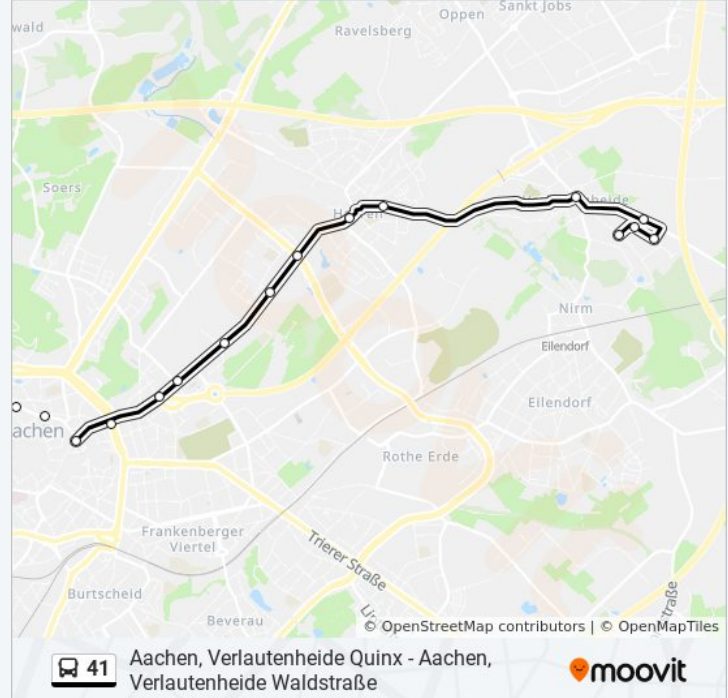 Sankt Jobs
Oppen
wald
Ravelsberg
Soers
Nirm
Eilendorf
Eilendorf
achen
Rothe Erde
Frankenberger
Viertel
Trierer Straße
Burtscheid
Beverau
© OpenStreetMap contributors | © OpenMapTiles
41
Aachen, Verlautenheide Quinx - Aachen,
Verlautenheide Waldstraße
moovit